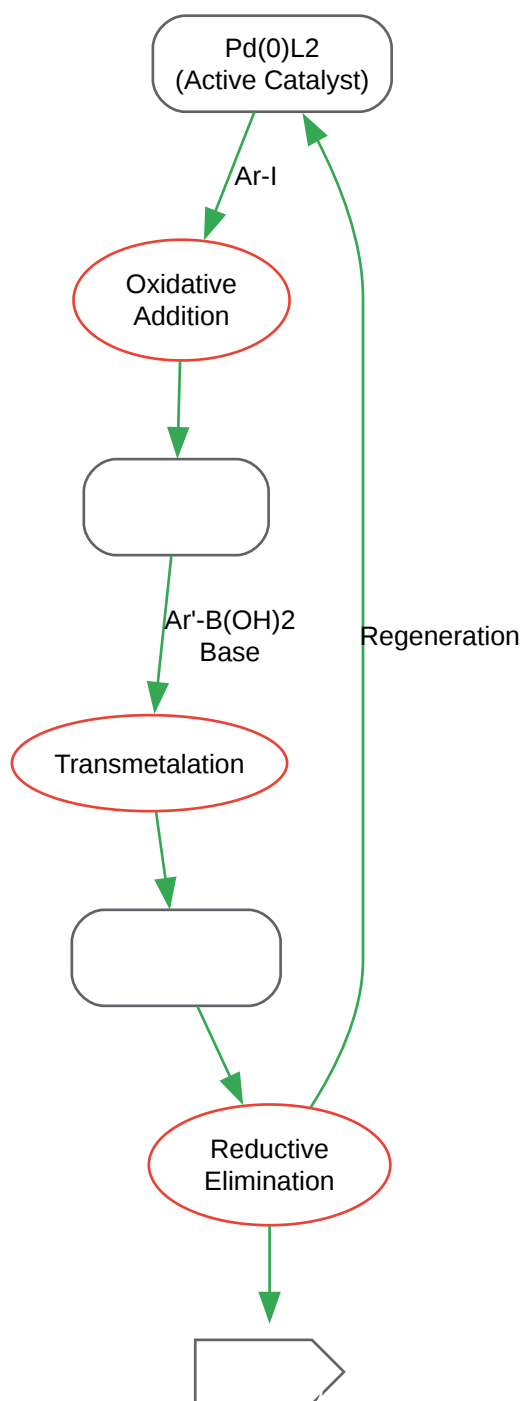 Pd(0)L2
(Active Catalyst)
Ar-I
Oxidative
Addition
Ar'-B(OH)2
Base
Regeneration
Transmetalation
Reductive
Elimination